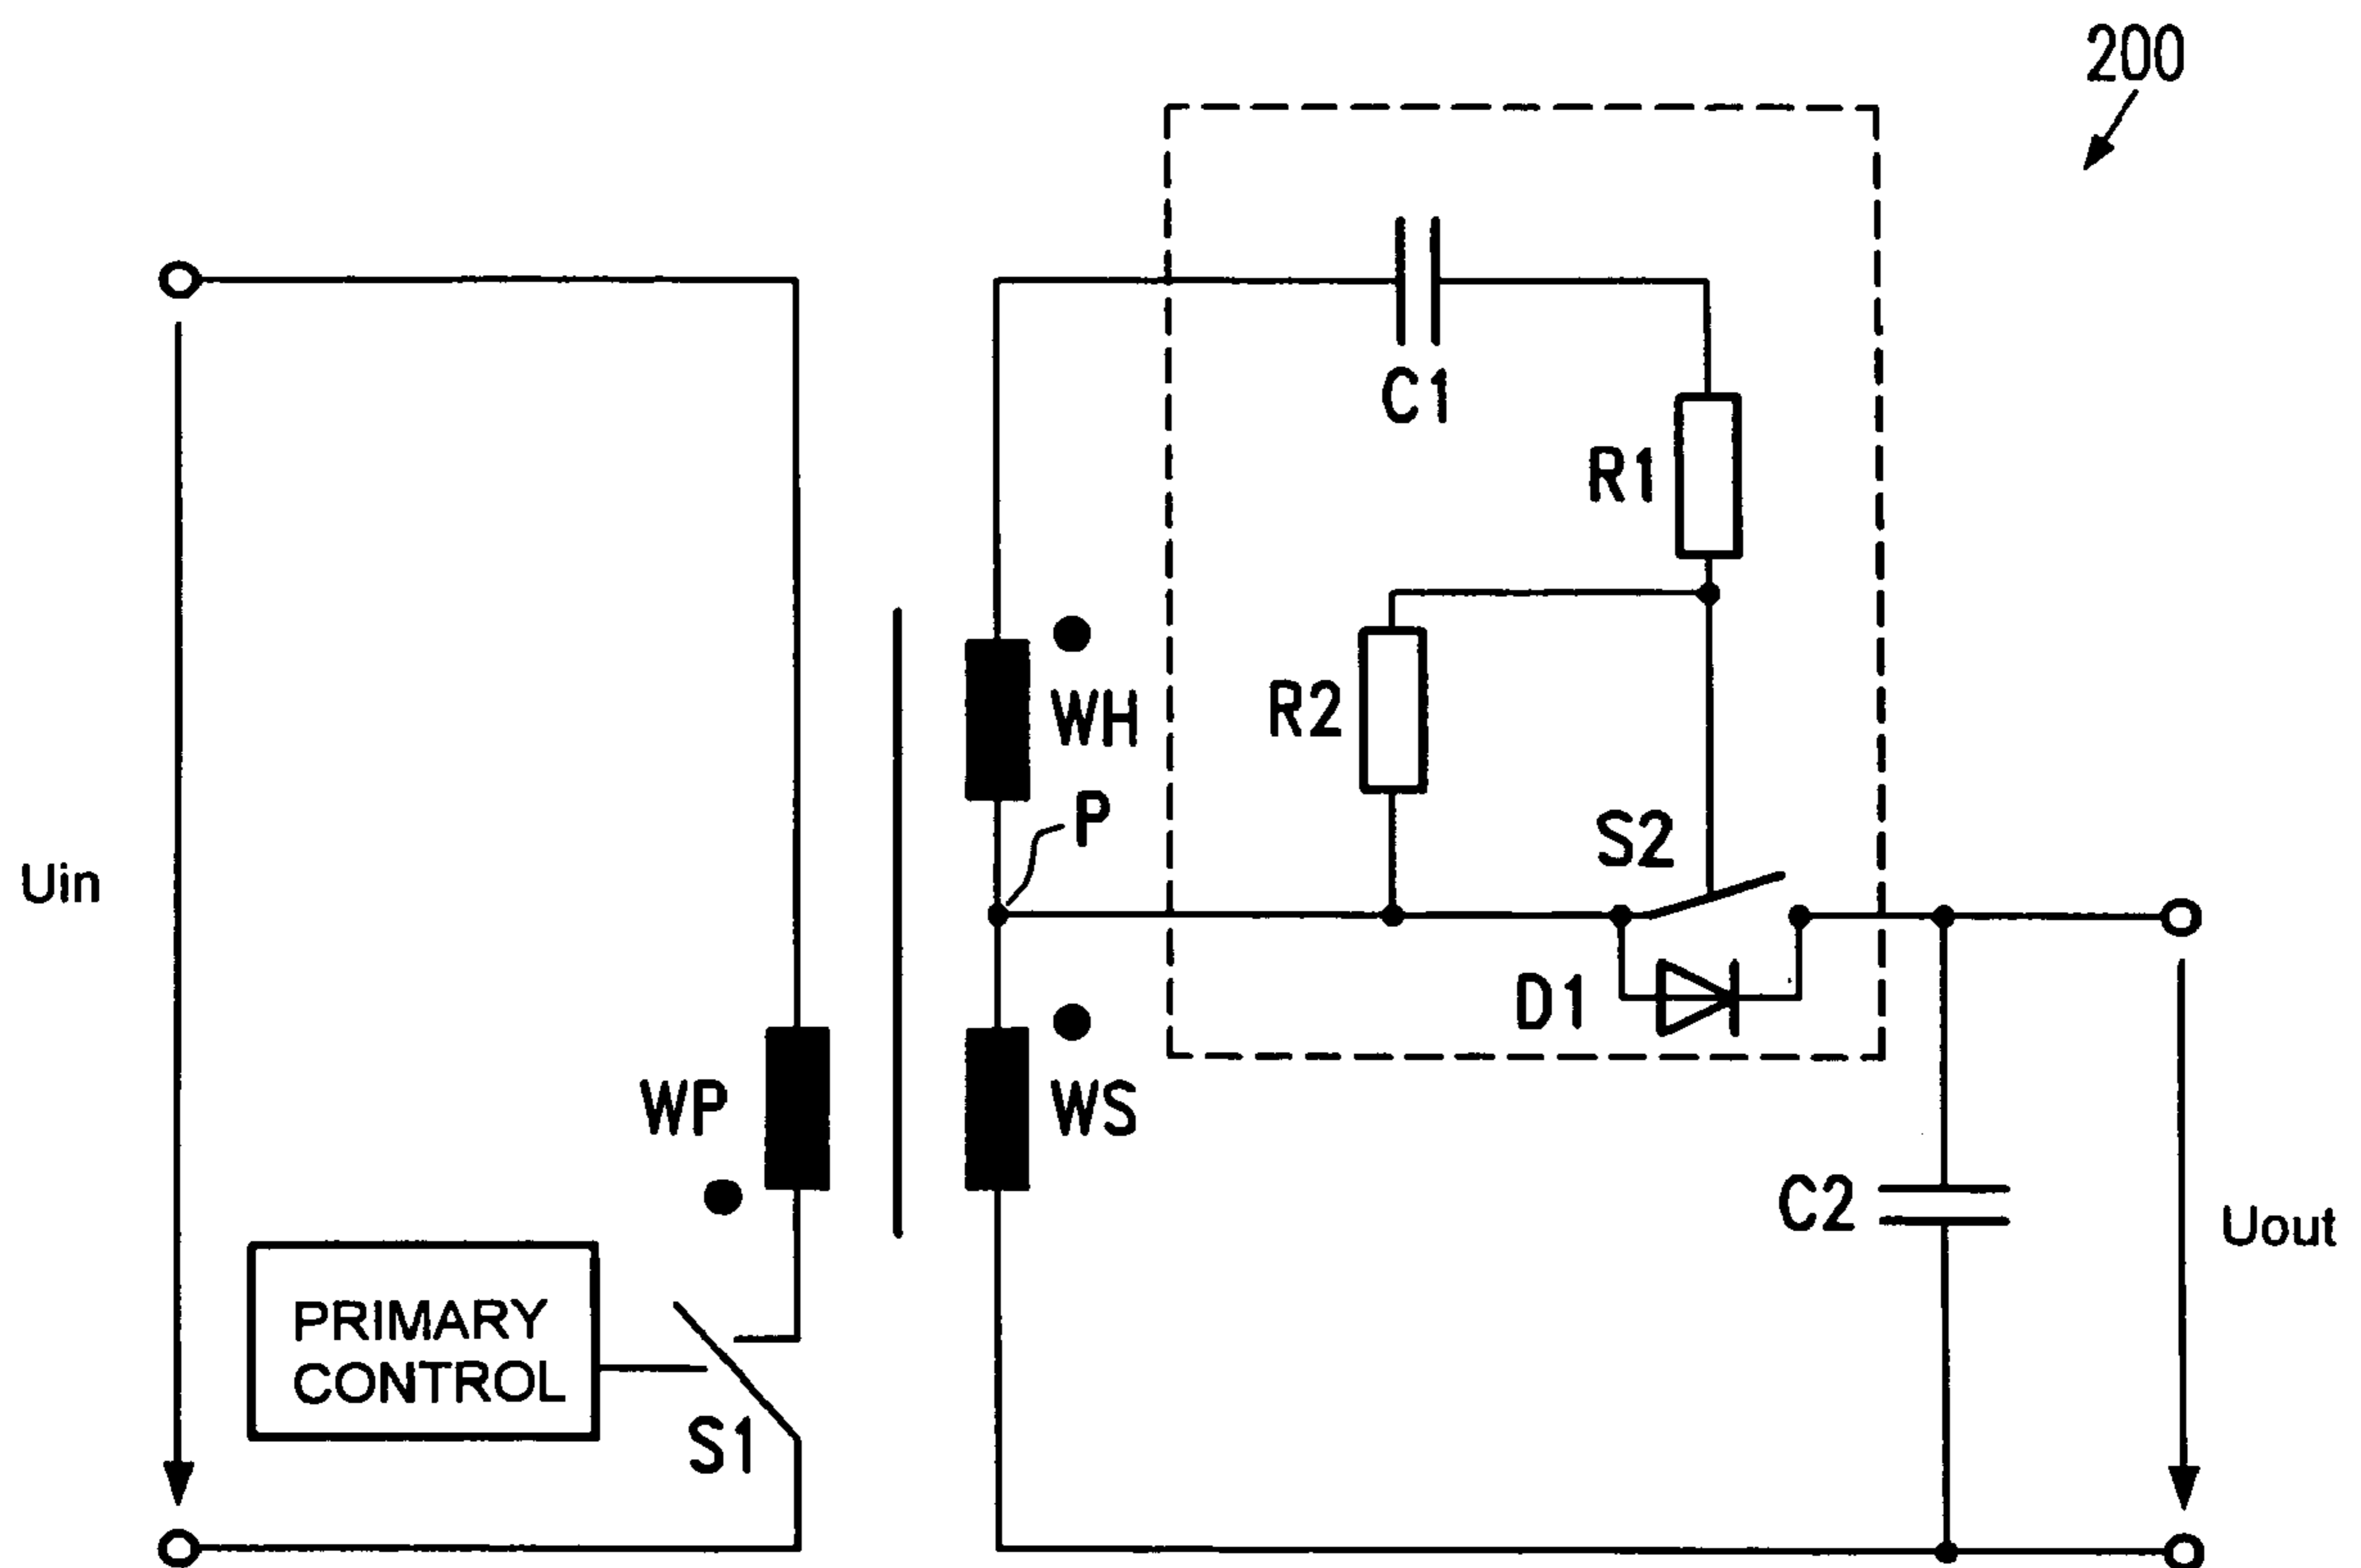 200
C1
R1
WH
R2
P
S2
Uin
D1
WP
WS
C2
Uout
PRIMARY
CONTROL
S1